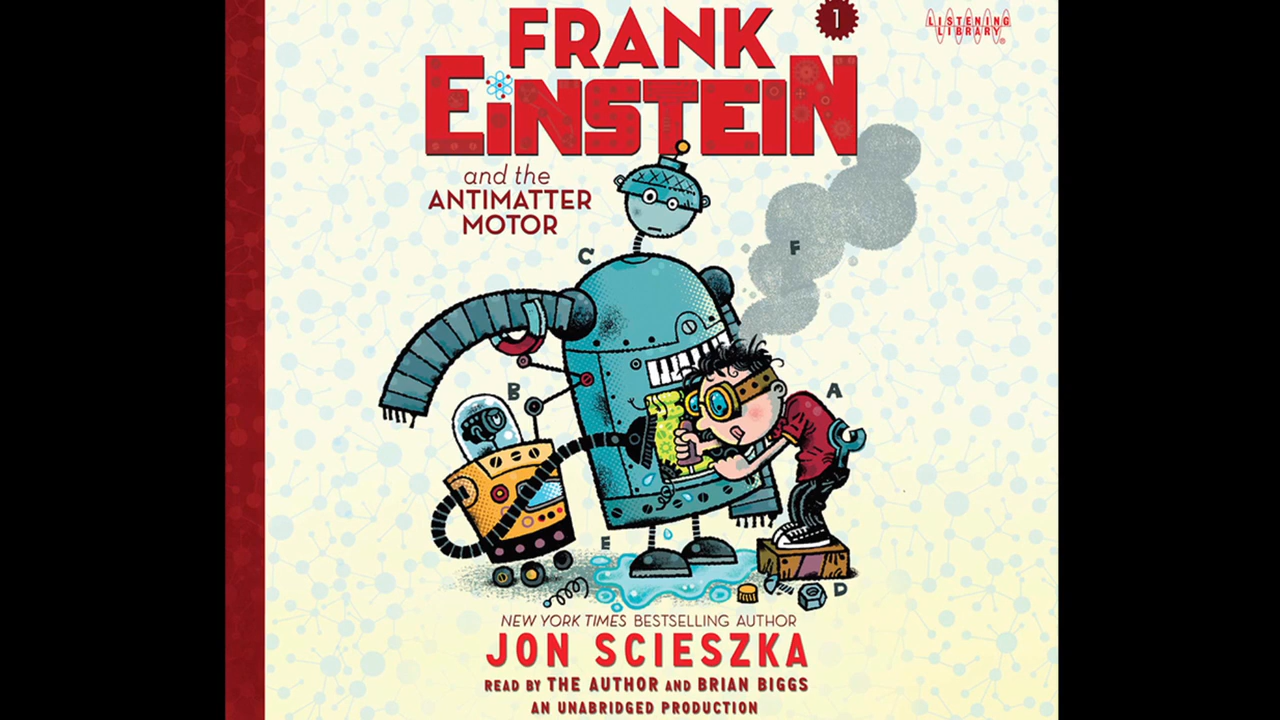 FRANK
EiNSTEIN
1
LISTENING
LIBRARY®
and the
ANTIMATTER
MOTOR
C
F
B
A
E
D
NEW YORK TIMES BESTSELLING AUTHOR
JON SCIESZKA
READ BY THE AUTHOR AND BRIAN BIGGS
AN UNABRIDGED PRODUCTION